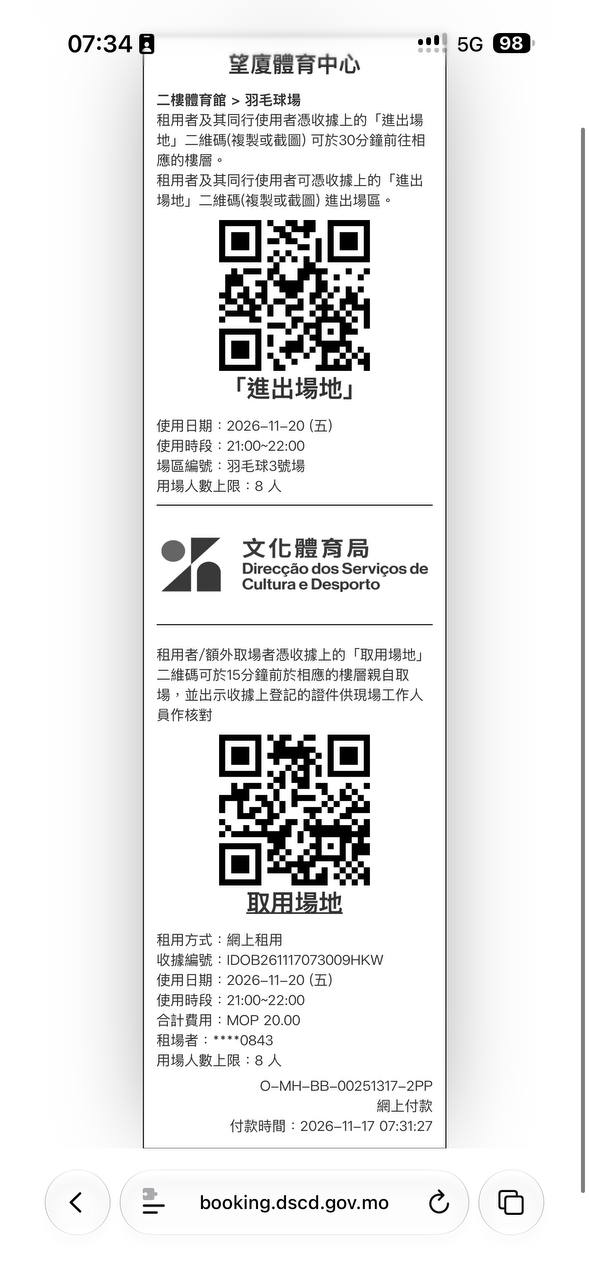 07:34
5G
98
望廈體育中心
二樓體育館 > 羽毛球場
租用者及其同行使用者憑收據上的「進出場
地」二維碼(複製或截圖) 可於30分鐘前往相
應的樓層。
租用者及其同行使用者可憑收據上的「進出
場地」二維碼(複製或截圖) 進出場區。
「進出場地」
使用日期：2026-11-20 (五)
使用時段：21:00~22:00
場區編號：羽毛球3號場
用場人數上限：8 人
文化體育局
Direcção dos Serviços de
Cultura e Desporto
租用者/額外取場者憑收據上的「取用場地」
二維碼可於15分鐘前於相應的樓層親自取
場，並出示收據上登記的證件供現場工作人
員作核對
取用場地
租用方式：網上租用
收據編號：IDOB261117073009HKW
使用日期：2026-11-20 (五)
使用時段：21:00~22:00
合計費用：MOP 20.00
租場者：****0843
用場人數上限：8 人
O-MH-BB-00251317-2PP
網上付款
付款時間：2026-11-17 07:31:27
booking.dscd.gov.mo